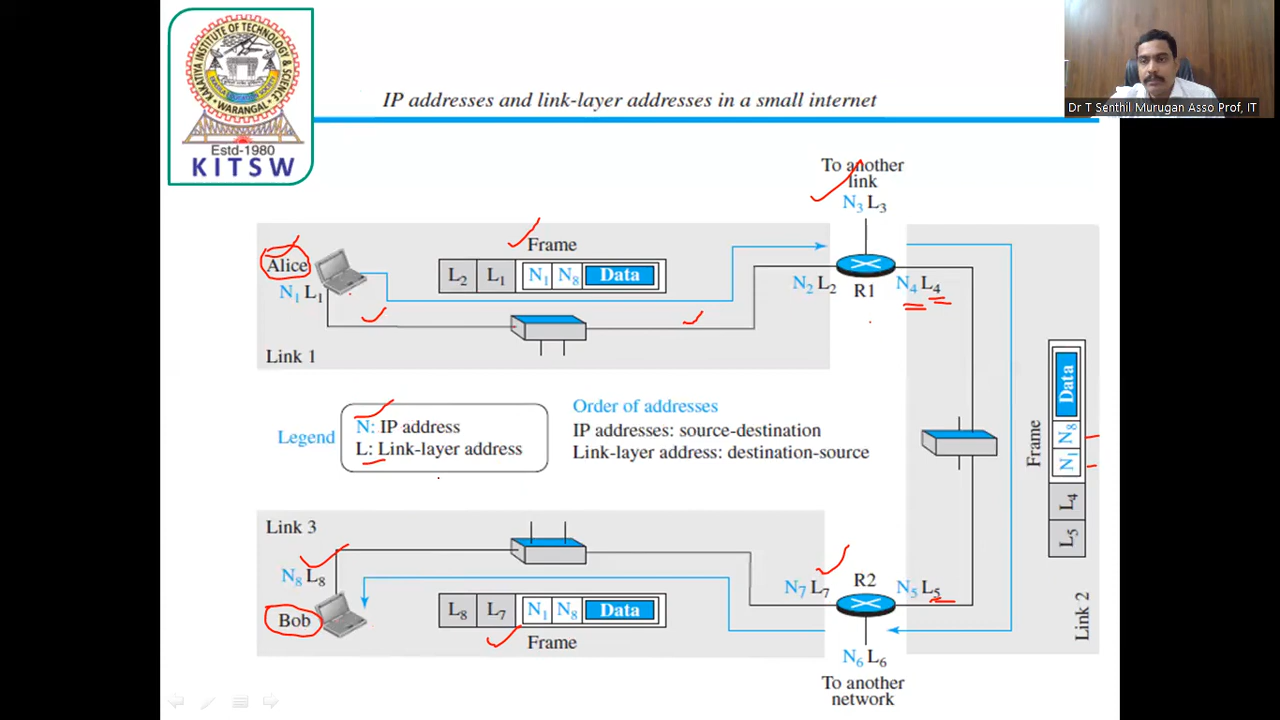 KAKATIYA INSTITUTE OF TECHNOLOGY & SCIENCE
WARANGAL
Estd-1980
KITSW
Dr T Senthil Murugan Asso Prof, IT
IP addresses and link-layer addresses in a small internet
To another
link
N3 L3
Alice
N1 L1
Frame
L2 L1 N1 N8 Data
N2 L2
R1
N4 L4
Link 1
Legend
N: IP address
L: Link-layer address
Order of addresses
IP addresses: source-destination
Link-layer address: destination-source
Frame
L5 L4 N1 N8 Data
Link 2
Link 3
N8 L8
Bob
L8 L7 N1 N8 Data
Frame
N7 L7
R2
N5 L5
N6 L6
To another
network